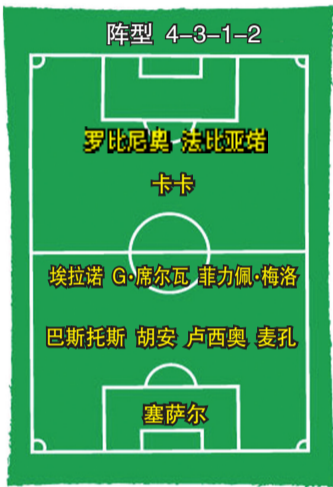 阵型 4-3-1-2
罗比尼奥 法比亚诺
卡卡
埃拉诺 G·席尔瓦 菲力佩·梅洛
巴斯托斯 胡安 卢西奥 麦孔
塞萨尔